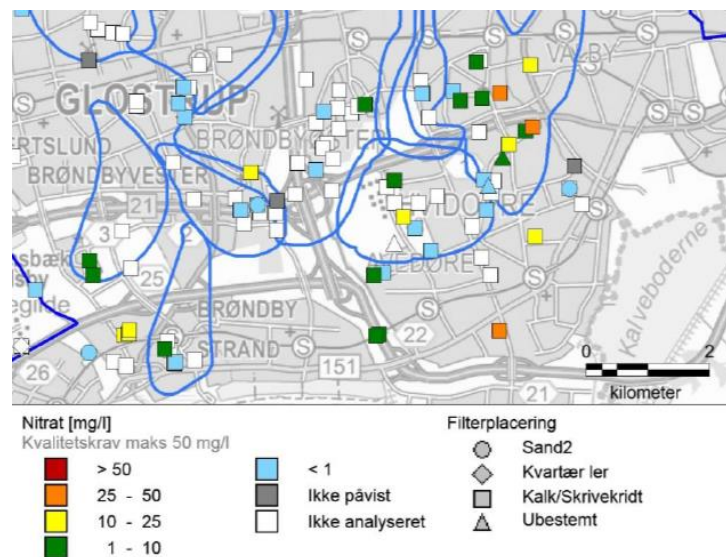 VALBY
GLOSTRUP
BRØNDBYVESTER
BRØNDBYVESTER
21
HVIDOVRE
3
2
AVEDØRE
25
BRØNDBY
STRAND
22
Kalveboderne
151
26
21
0 2
kilometer
Nitrat [mg/l]
Kvalitetskrav maks 50 mg/l
> 50
25 - 50
10 - 25
1 - 10
< 1
Ikke påvist
Ikke analyseret
Filterplacering
Sand2
Kvartær ler
Kalk/Skrivekridt
Ubestemt